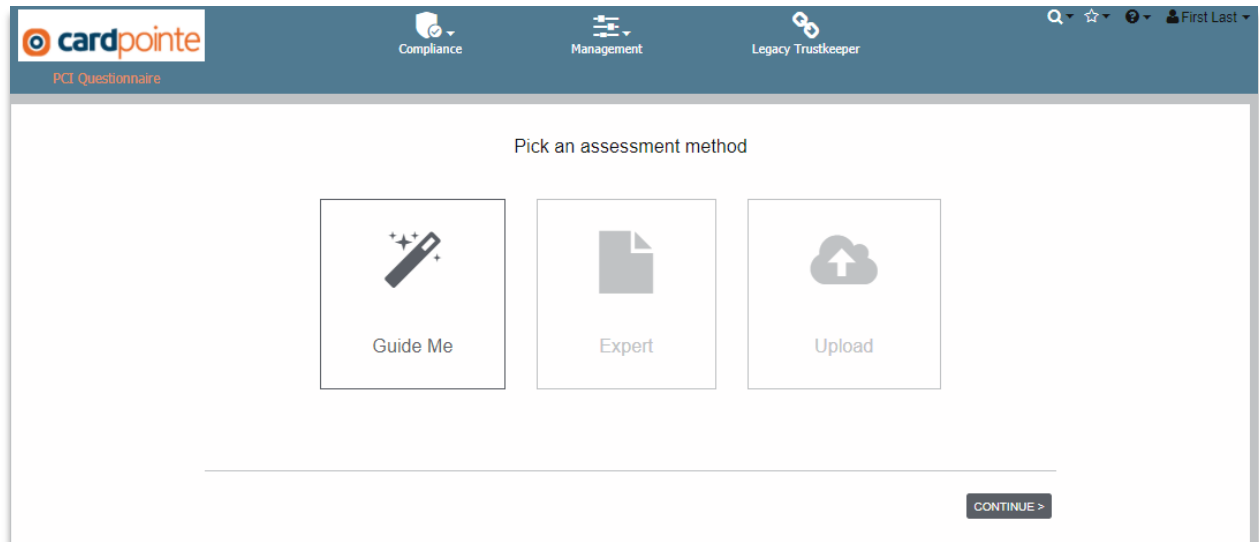 cardpointe
Compliance
Management
Legacy Trustkeeper
First Last
PCI Questionnaire
Pick an assessment method
Guide Me
Expert
Upload
CONTINUE >